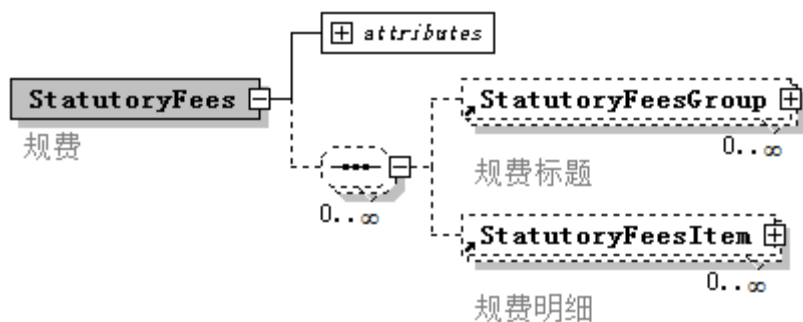 attributes
StatutoryFees
规费
0..∞
StatutoryFeesGroup
0..∞
规费标题
StatutoryFeesItem
0..∞
规费明细